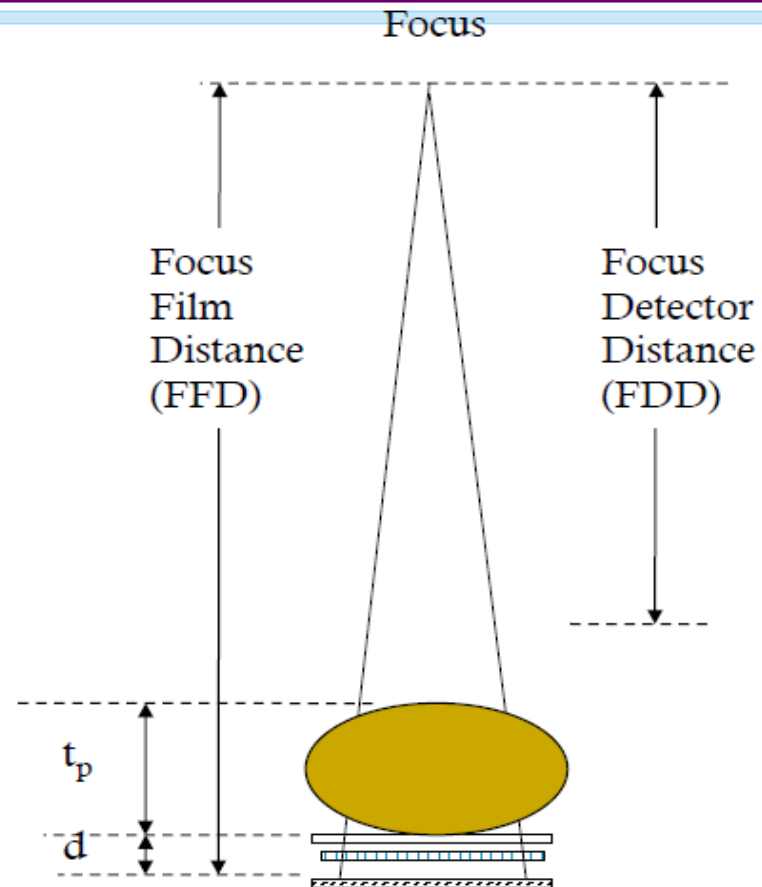 Focus
Focus
Film
Distance
(FFD)
Focus
Detector
Distance
(FDD)
tp
d